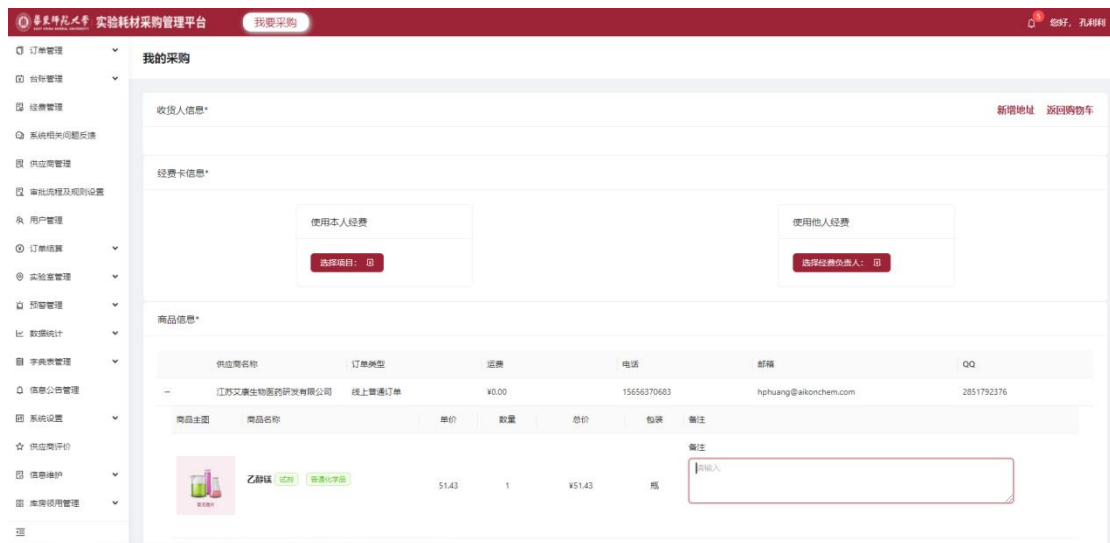 華東師范大学 实验耗材采购管理平台 我要采购 5 您好，孔利利
订单管理
我的采购
台账管理
收货人信息* 新增地址 返回购物车
经费管理
系统相关问题反馈
供应商管理
经费卡信息*
审批流程及规则设置
用户管理
使用本人经费 使用他人经费
订单结算
选择项目： 选择经费负责人：
实验室管理
预警管理
商品信息*
数据统计
字典表管理
供应商名称 订单类型 运费 电话 邮箱 QQ
信息公告管理
− 江苏艾康生物医药研发有限公司 线上普通订单 ¥0.00 15656370683 hphuang@aikonchem.com 2851792376
系统设置
商品主图 商品名称 单价 数量 总价 包装 备注
供应商评价
备注
信息维护
请输入
乙醇镁 试剂 普通化学品 51.43 1 ¥51.43 瓶
库房领用管理
暂无图片